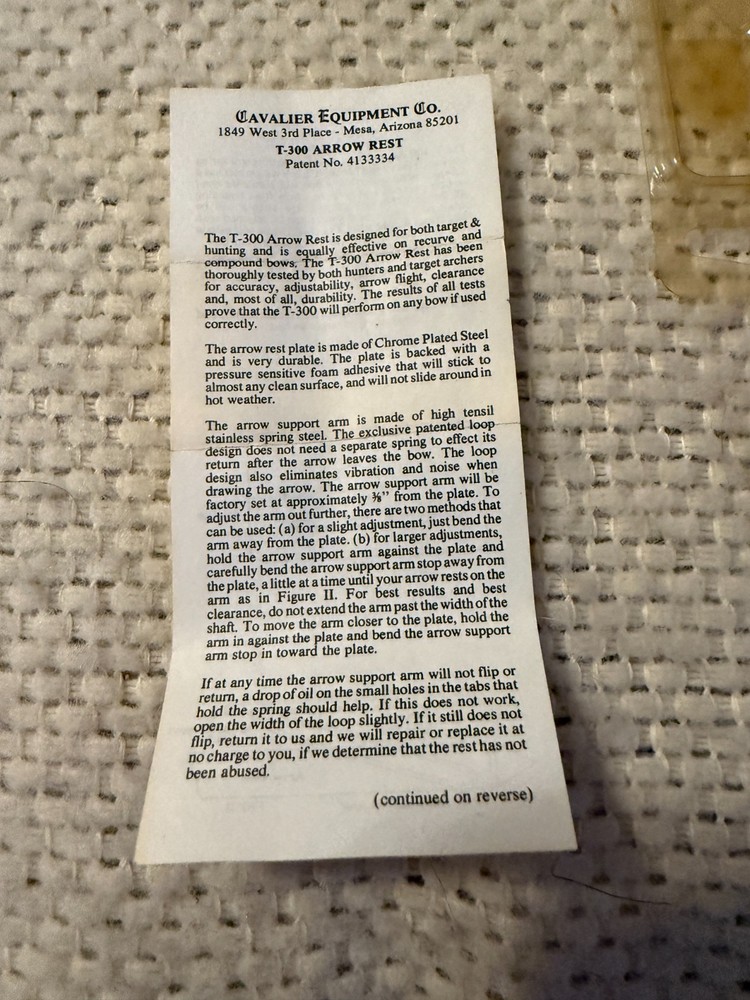 CAVALIER EQUIPMENT CO.
1849 West 3rd Place - Mesa, Arizona 85201
T-300 ARROW REST
Patent No. 4133334
The T-300 Arrow Rest is designed for both target &
hunting and is equally effective on recurve and
compound bows. The T-300 Arrow Rest has been
thoroughly tested by both hunters and target archers
for accuracy, adjustability, arrow flight, clearance
and, most of all, durability. The results of all tests
prove that the T-300 will perform on any bow if used
correctly.
The arrow rest plate is made of Chrome Plated Steel
and is very durable. The plate is backed with a
pressure sensitive foam adhesive that will stick to
almost any clean surface, and will not slide around in
hot weather.
The arrow support arm is made of high tensil
stainless spring steel. The exclusive patented loop
design does not need a separate spring to effect its
return after the arrow leaves the bow. The loop
design also eliminates vibration and noise when
drawing the arrow. The arrow support arm will be
factory set at approximately ⅜'' from the plate. To
adjust the arm out further, there are two methods that
can be used: (a) for a slight adjustment, just bend the
arm away from the plate. (b) for larger adjustments,
hold the arrow support arm against the plate and
carefully bend the arrow support arm stop away from
the plate, a little at a time until your arrow rests on the
arm as in Figure II. For best results and best
clearance, do not extend the arm past the width of the
shaft. To move the arm closer to the plate, hold the
arm in against the plate and bend the arrow support
arm stop in toward the plate.
If at any time the arrow support arm will not flip or
return, a drop of oil on the small holes in the tabs that
hold the spring should help. If this does not work,
open the width of the loop slightly. If it still does not
flip, return it to us and we will repair or replace it at
no charge to you, if we determine that the rest has not
been abused.
(continued on reverse)